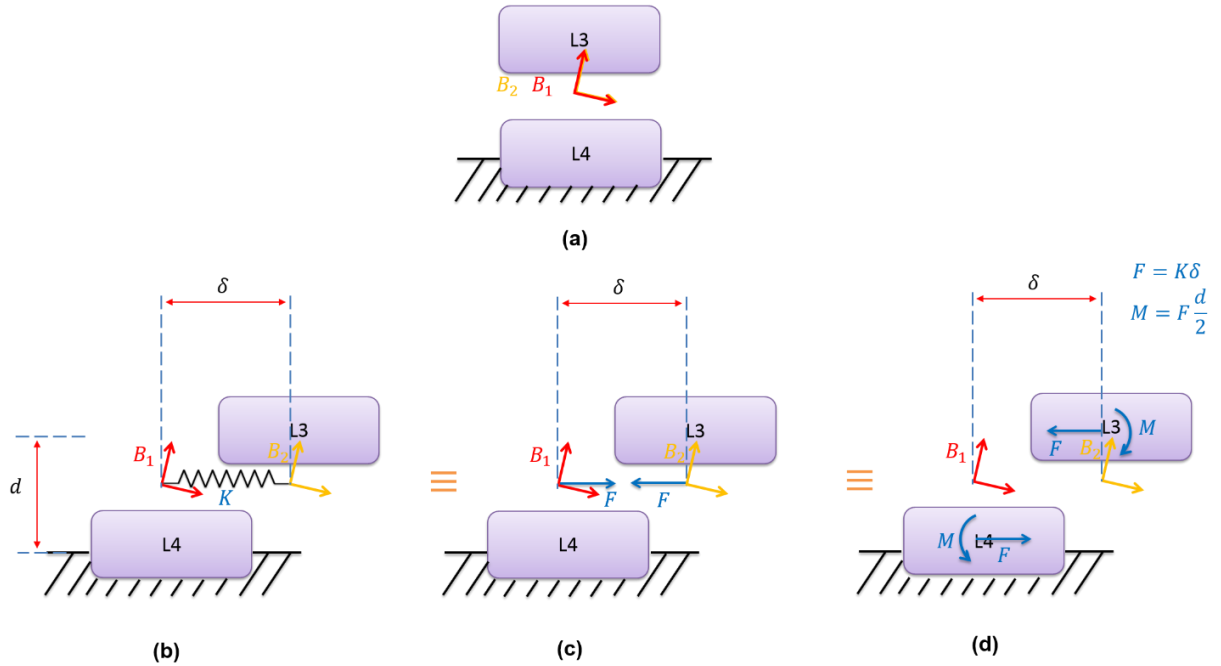 L3
B₂ B₁
L4
(a)
δ
d
B₁
B₂
L3
K
L4
(b)
≡
δ
B₁
B₂
L3
F
F
L4
(c)
≡
δ
F = Kδ
M = F d/2
B₁
B₂
L3
F
M
M
L4
F
(d)